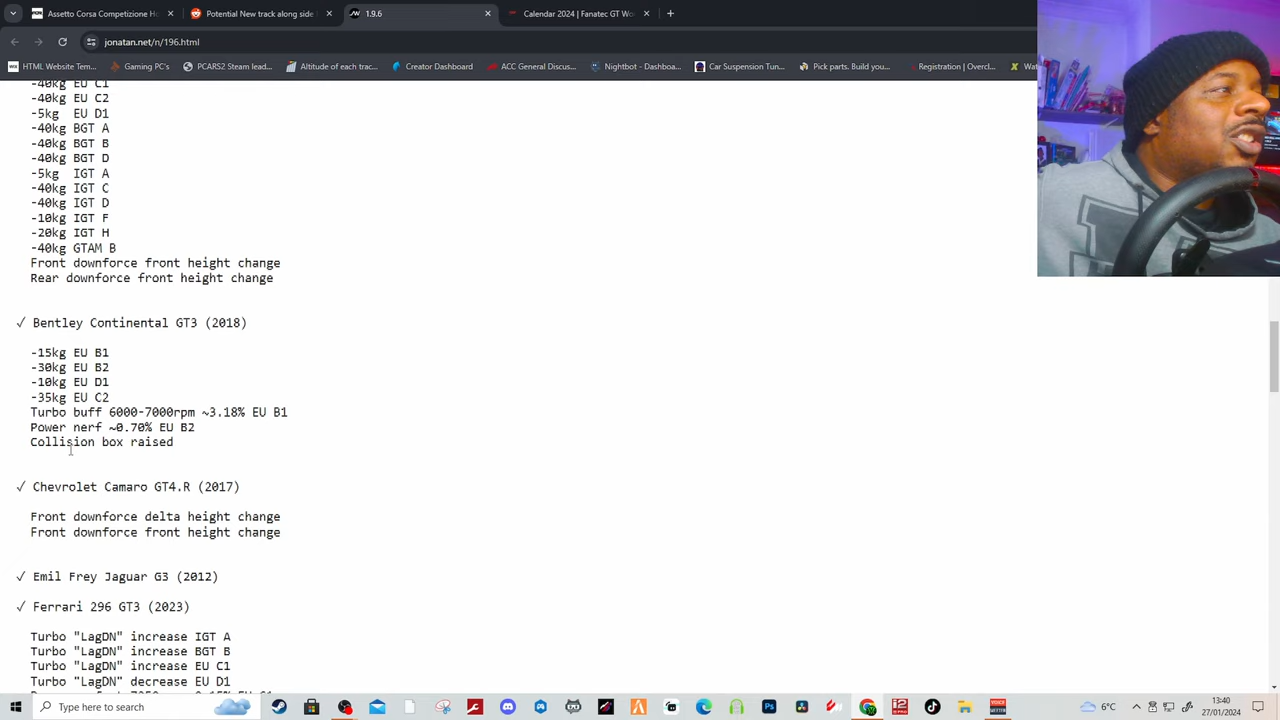 Assetto Corsa Competizione Ho
Potential New track along side
1.9.6
Calendar 2024 | Fanatec GT Wo
jonatan.net/n/196.html
HTML Website Tem...
Gaming PC's
PCARS2 Steam lead...
Altitude of each trac...
Creator Dashboard
ACC General Discus...
Nightbot - Dashboa...
Car Suspension Tun...
Pick parts. Build you...
Registration | Overcl...
Wat
-40kg EU C1
-40kg EU C2
-5kg EU D1
-40kg BGT A
-40kg BGT B
-40kg BGT D
-5kg IGT A
-40kg IGT C
-40kg IGT D
-10kg IGT F
-20kg IGT H
-40kg GTAM B
Front downforce front height change
Rear downforce front height change
✓ Bentley Continental GT3 (2018)
-15kg EU B1
-30kg EU B2
-10kg EU D1
-35kg EU C2
Turbo buff 6000-7000rpm ~3.18% EU B1
Power nerf ~0.70% EU B2
Collision box raised
✓ Chevrolet Camaro GT4.R (2017)
Front downforce delta height change
Front downforce front height change
✓ Emil Frey Jaguar G3 (2012)
✓ Ferrari 296 GT3 (2023)
Turbo "LagDN" increase IGT A
Turbo "LagDN" increase BGT B
Turbo "LagDN" increase EU C1
Turbo "LagDN" decrease EU D1
Type here to search
6°C
13:40
27/01/2024